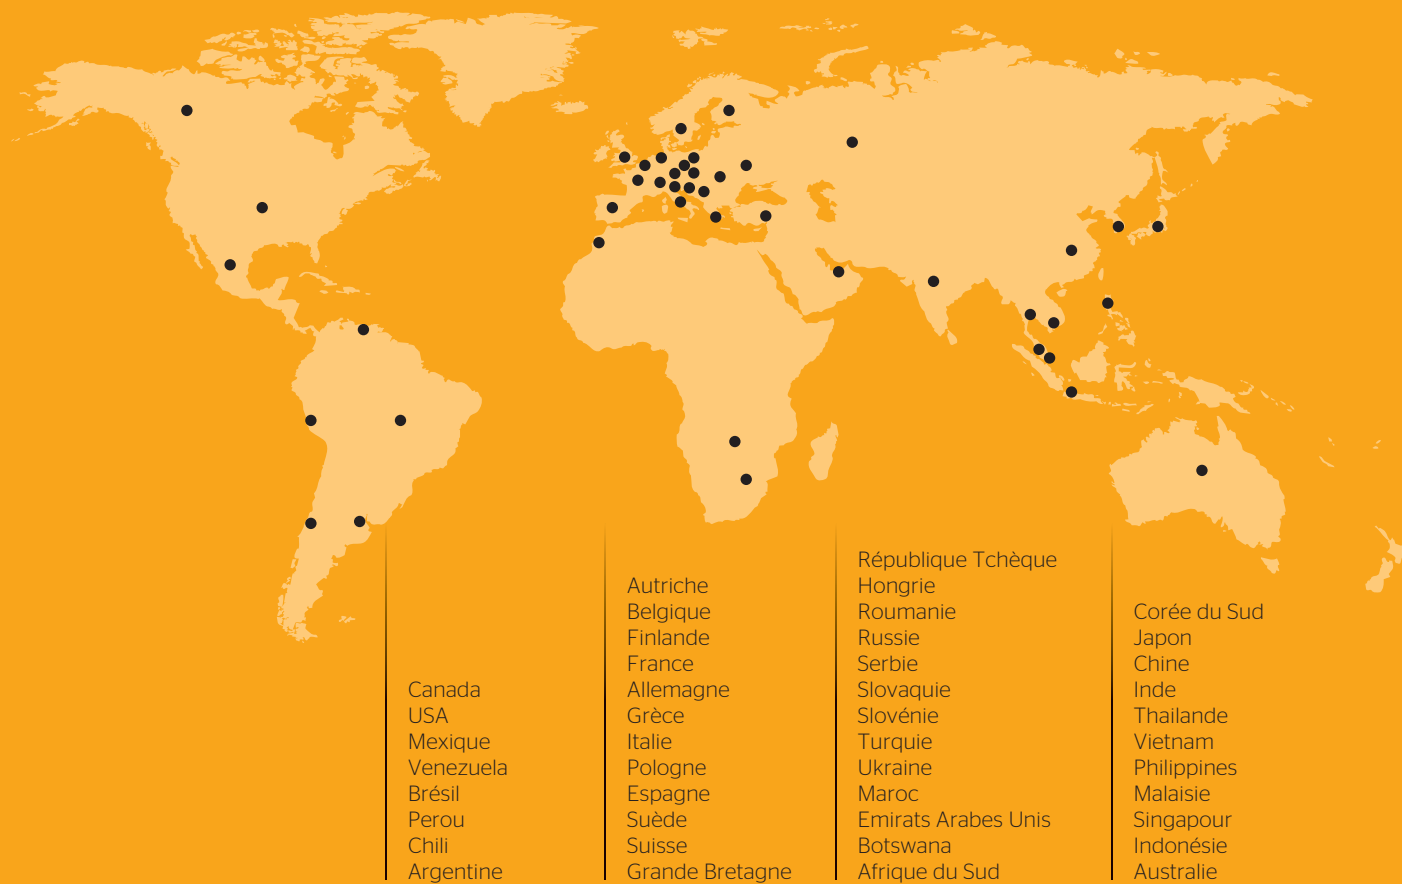 Canada
USA
Mexique
Venezuela
Brésil
Perou
Chili
Argentine
Autriche
Belgique
Finlande
France
Allemagne
Grèce
Italie
Pologne
Espagne
Suède
Suisse
Grande Bretagne
République Tchèque
Hongrie
Roumanie
Russie
Serbie
Slovaquie
Slovénie
Turquie
Ukraine
Maroc
Emirats Arabes Unis
Botswana
Afrique du Sud
Corée du Sud
Japon
Chine
Inde
Thailande
Vietnam
Philippines
Malaisie
Singapour
Indonésie
Australie